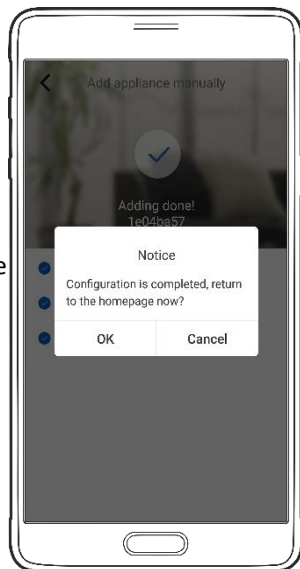 Add appliance manually
Adding done!
1e04ba57
e
Notice
Configuration is completed, return
to the homepage now?
OK
Cancel